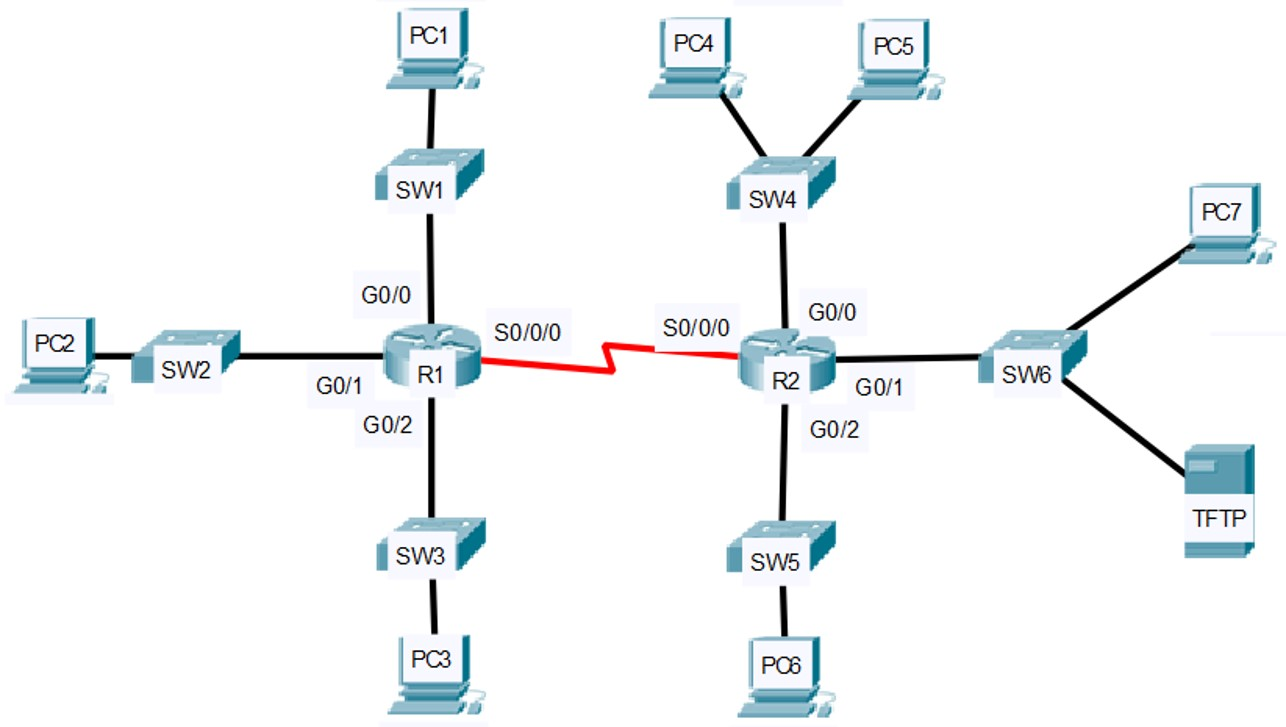 PC1
PC4
PC5
SW1
SW4
PC7
G0/0
G0/0
S0/0/0
S0/0/0
PC2
SW2
R1
R2
SW6
G0/1
G0/1
G0/2
G0/2
TFTP
SW3
SW5
PC3
PC6